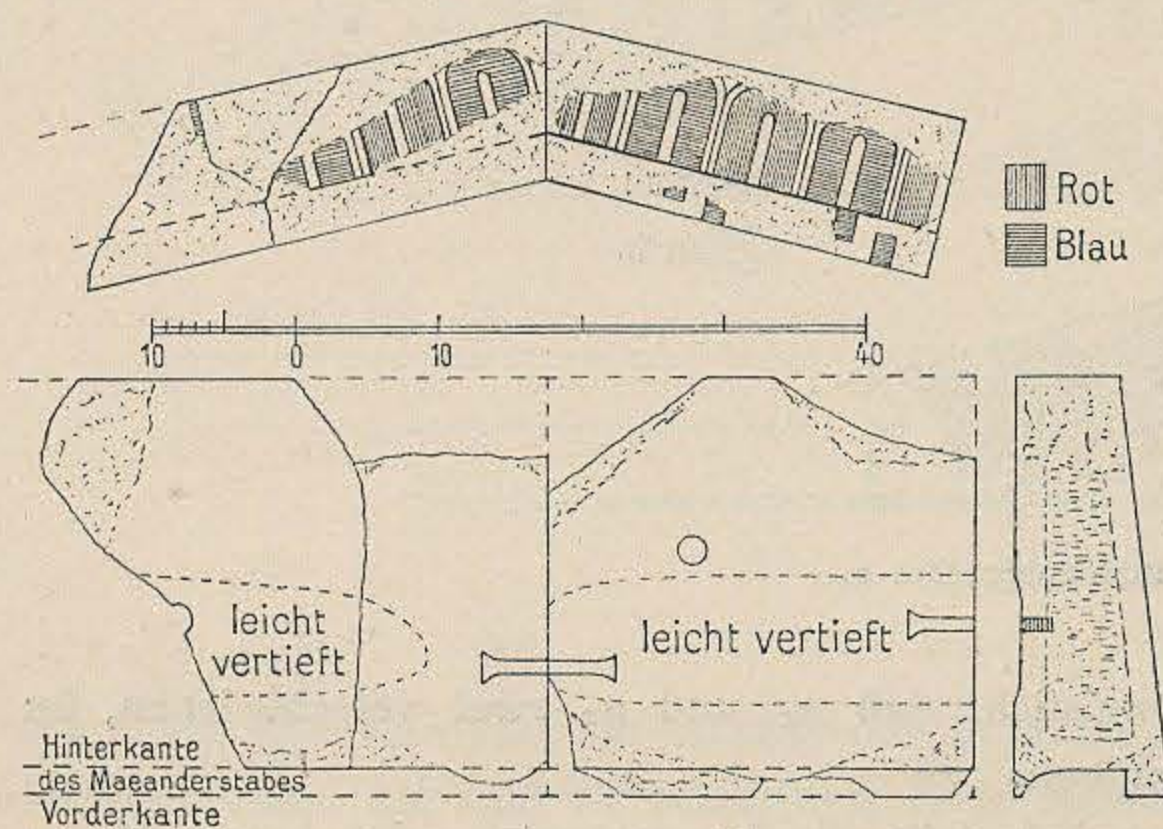 Rot
Blau
10 0 10 40
leicht
vertieft
leicht vertieft
Hinterkante
des Maeanderstabes
Vorderkante